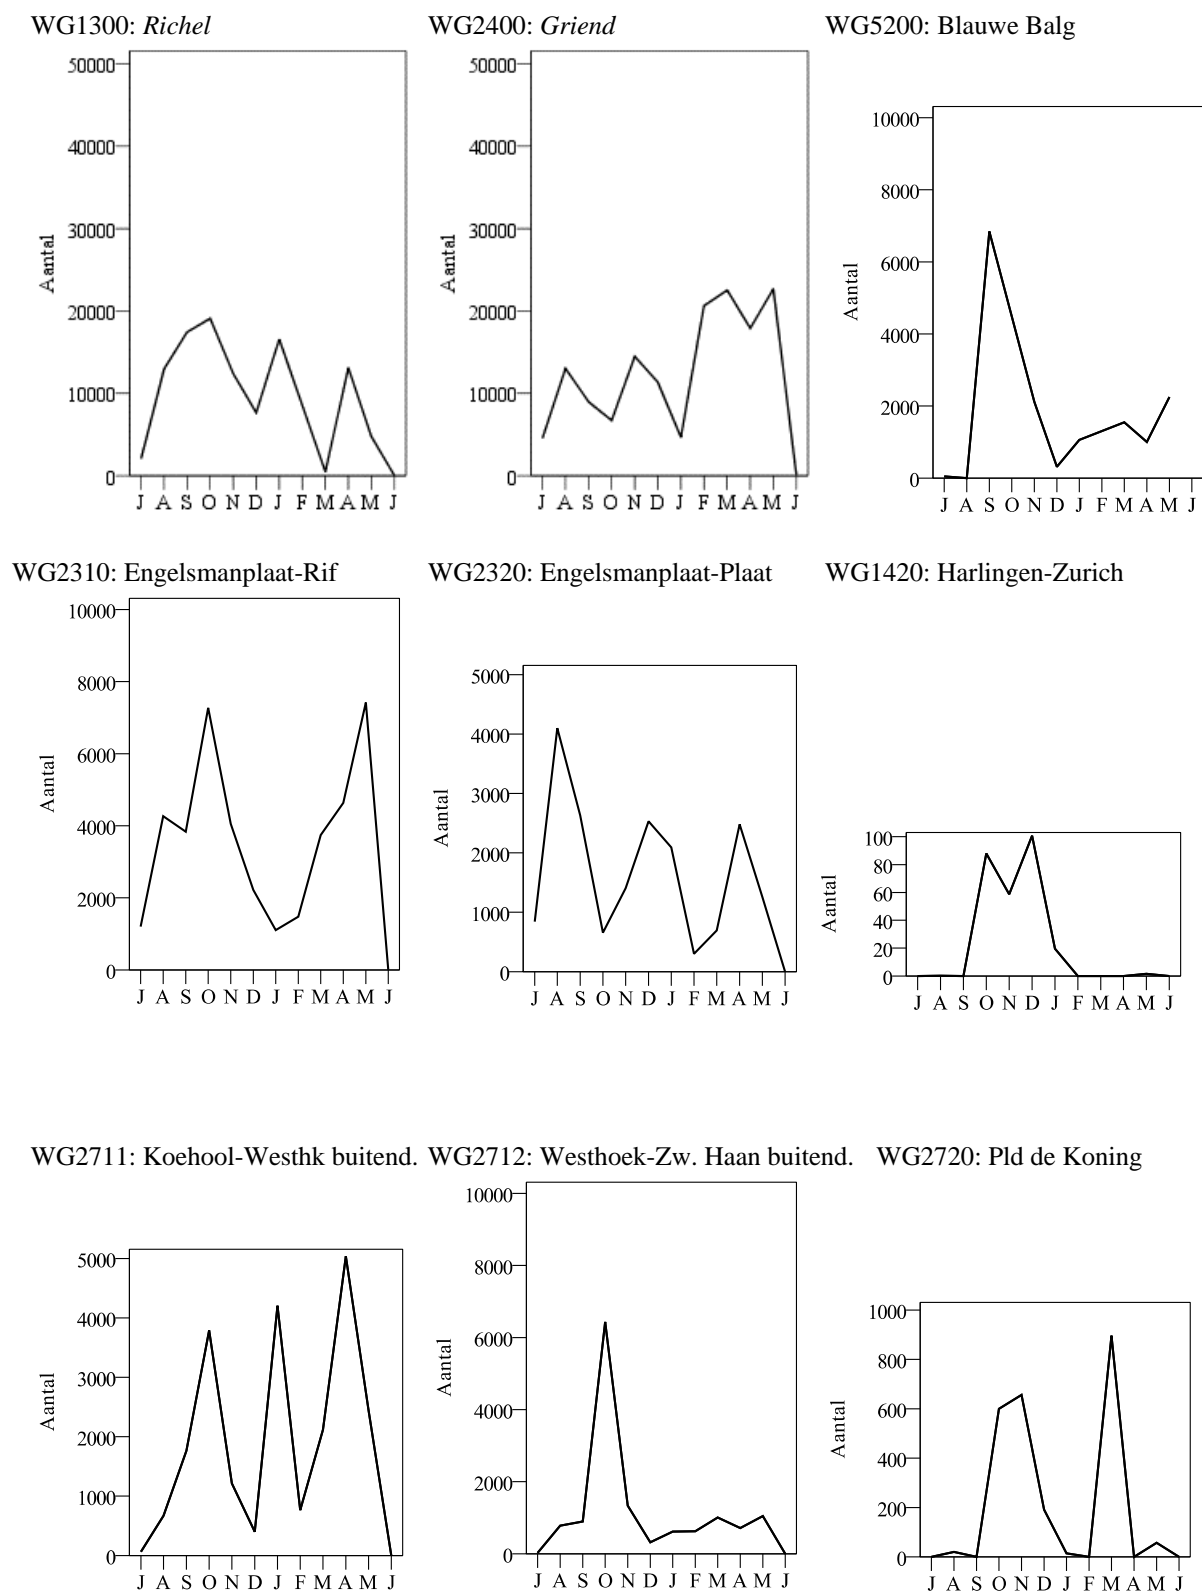 WG1300: Richel
50000
40000
30000
20000
10000
0
Aantal
J A S O N D J F M A M J
WG2400: Griend
50000
40000
30000
20000
10000
0
Aantal
J A S O N D J F M A M J
WG5200: Blauwe Balg
10000
8000
6000
4000
2000
0
Aantal
J A S O N D J F M A M J
WG2310: Engelsmanplaat-Rif
10000
8000
6000
4000
2000
0
Aantal
J A S O N D J F M A M J
WG2320: Engelsmanplaat-Plaat
5000
4000
3000
2000
1000
0
Aantal
J A S O N D J F M A M J
WG1420: Harlingen-Zurich
100
80
60
40
20
0
Aantal
J A S O N D J F M A M J
WG2711: Koehool-Westhk buitend.
5000
4000
3000
2000
1000
0
Aantal
J A S O N D J F M A M J
WG2712: Westhoek-Zw. Haan buitend.
10000
8000
6000
4000
2000
0
Aantal
J A S O N D J F M A M J
WG2720: Pld de Koning
1000
800
600
400
200
0
Aantal
J A S O N D J F M A M J